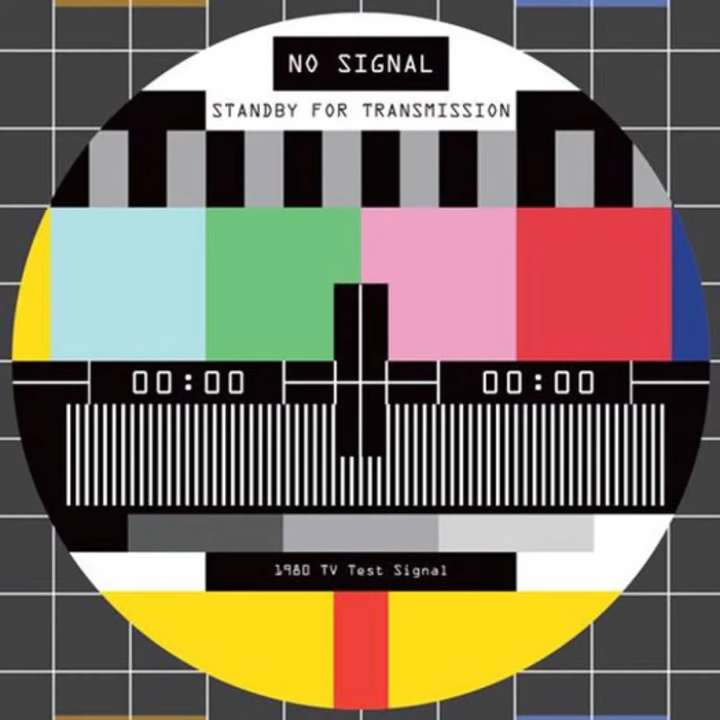 NO SIGNAL
STANDBY FOR TRANSMISSION
00:00 00:00
1980 TV Test Signal